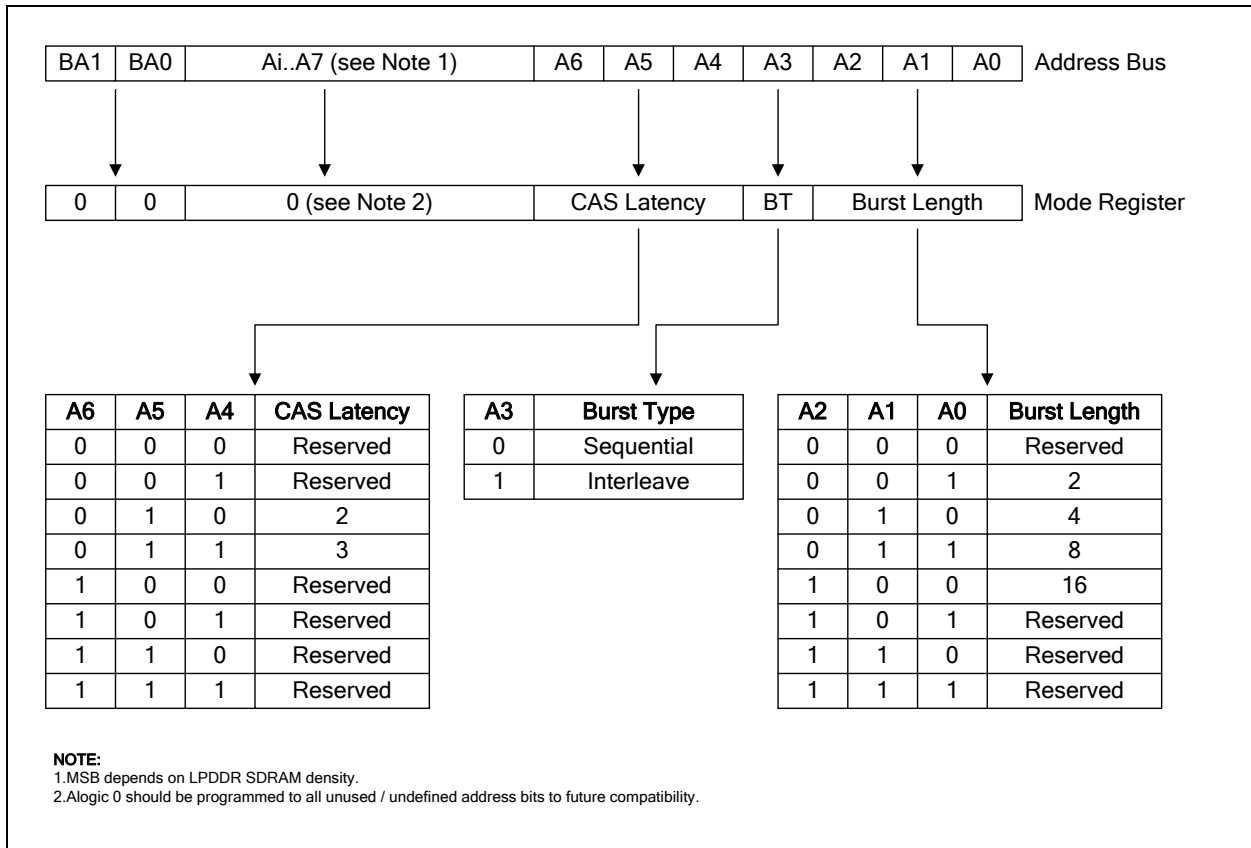 BA1 BA0 Ai..A7 (see Note 1) A6 A5 A4 A3 A2 A1 A0 Address Bus
0 0 0 (see Note 2) CAS Latency BT Burst Length Mode Register
A6 A5 A4 CAS Latency
0 0 0 Reserved
0 0 1 Reserved
0 1 0 2
0 1 1 3
1 0 0 Reserved
1 0 1 Reserved
1 1 0 Reserved
1 1 1 Reserved
A3 Burst Type
0 Sequential
1 Interleave
A2 A1 A0 Burst Length
0 0 0 Reserved
0 0 1 2
0 1 0 4
0 1 1 8
1 0 0 16
1 0 1 Reserved
1 1 0 Reserved
1 1 1 Reserved
NOTE:
1.MSB depends on LPDDR SDRAM density.
2.Alogic 0 should be programmed to all unused / undefined address bits to future compatibility.